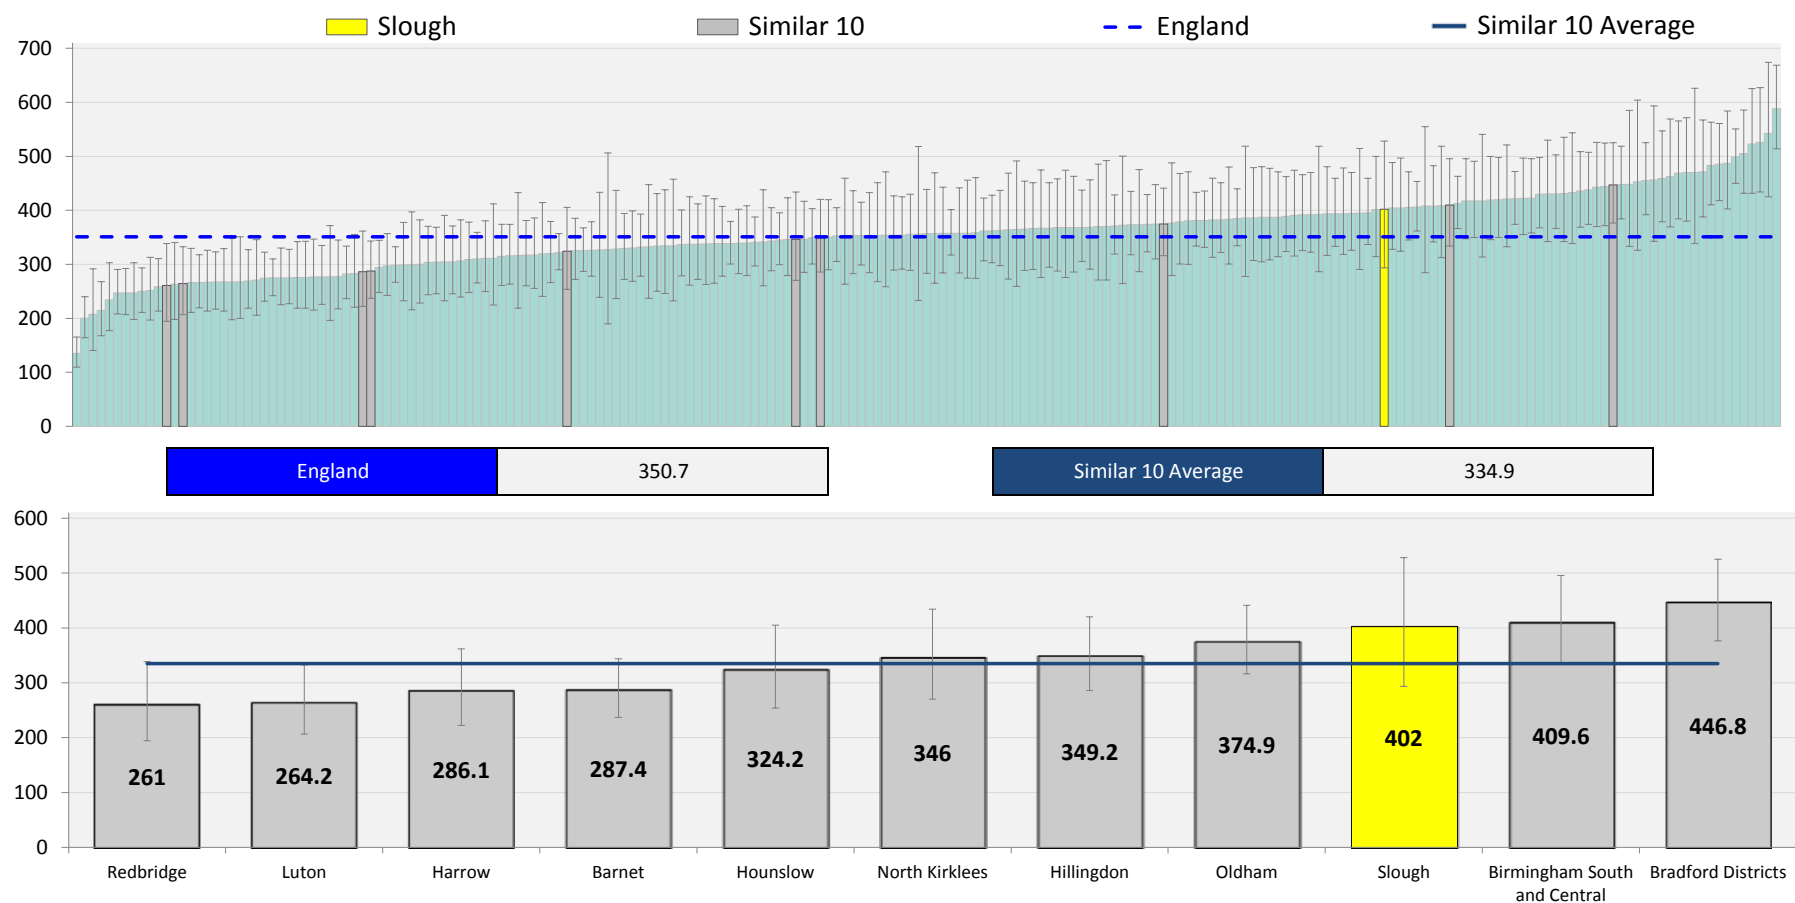 Slough
Similar 10
England
Similar 10 Average
700
600
500
400
300
200
100
0
England
350.7
Similar 10 Average
334.9
600
500
400
300
200
100
0
261
264.2
286.1
287.4
324.2
346
349.2
374.9
402
409.6
446.8
Redbridge
Luton
Harrow
Barnet
Hounslow
North Kirklees
Hillingdon
Oldham
Slough
Birmingham South
and Central
Bradford Districts